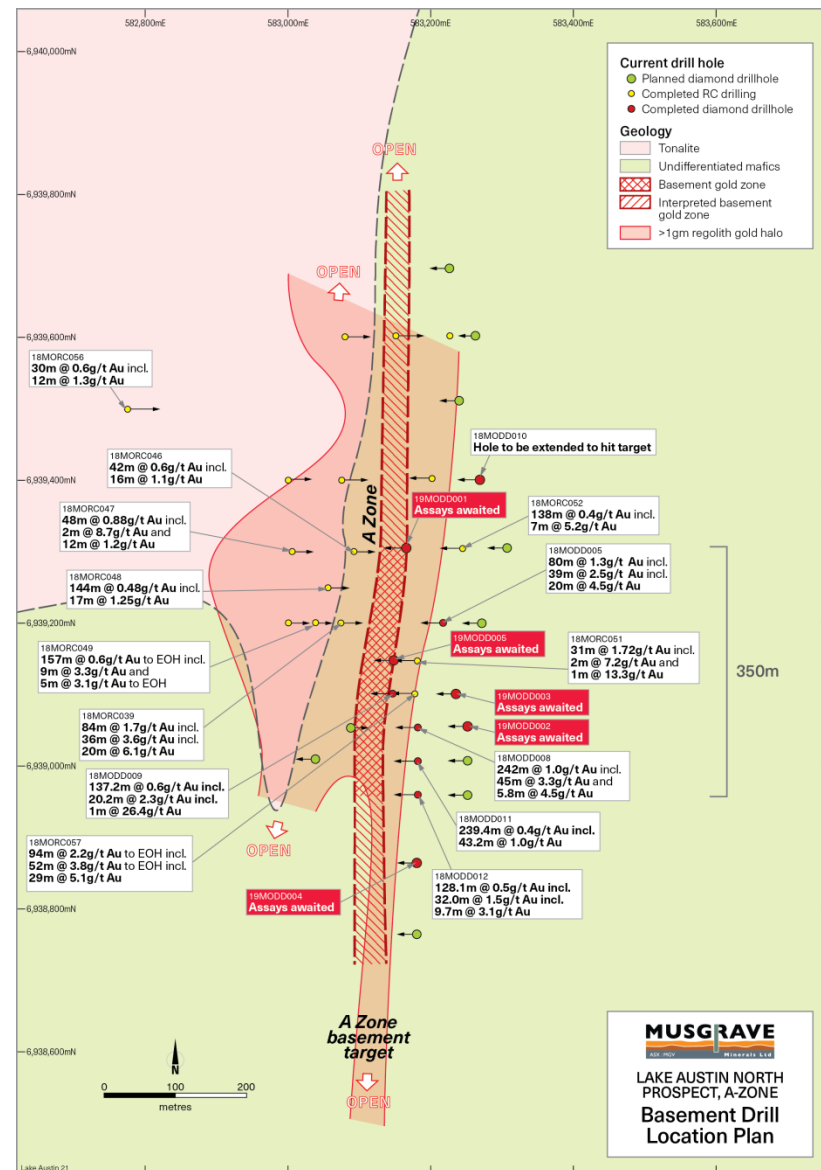 582,800mE
583,000mE
583,200mE
583,400mE
583,600mE
6,940,000mN
6,939,800mN
6,939,600mN
6,939,400mN
6,939,200mN
6,939,000mN
6,938,800mN
6,938,600mN
Current drill hole
Planned diamond drillhole
Completed RC drilling
Completed diamond drillhole
Geology
Tonalite
Undifferentiated mafics
Basement gold zone
Interpreted basement
gold zone
>1gm regolith gold halo
OPEN
OPEN
18MORC056
30m @ 0.6g/t Au incl.
12m @ 1.3g/t Au
18MORC046
42m @ 0.6g/t Au incl.
16m @ 1.1g/t Au
18MORC047
48m @ 0.88g/t Au incl.
2m @ 8.7g/t Au and
12m @ 1.2g/t Au
18MORC048
144m @ 0.48g/t Au incl.
17m @ 1.25g/t Au
18MORC049
157m @ 0.6g/t Au to EOH incl.
9m @ 3.3g/t Au and
5m @ 3.1g/t Au to EOH
18MORC039
84m @ 1.7g/t Au incl.
36m @ 3.6g/t Au incl.
20m @ 6.1g/t Au
18MODD009
137.2m @ 0.6g/t Au incl.
20.2m @ 2.3g/t Au incl.
1m @ 26.4g/t Au
18MORC057
94m @ 2.2g/t Au to EOH incl.
52m @ 3.8g/t Au to EOH incl.
29m @ 5.1g/t Au
A Zone
18MODD010
Hole to be extended to hit target
19MODD001
Assays awaited
18MORC052
138m @ 0.4g/t Au incl.
7m @ 5.2g/t Au
18MODD005
80m @ 1.3g/t Au incl.
39m @ 2.5g/t Au incl.
20m @ 4.5g/t Au
19MODD005
Assays awaited
18MORC051
31m @ 1.72g/t Au incl.
2m @ 7.2g/t Au and
1m @ 13.3g/t Au
350m
19MODD003
Assays awaited
19MODD002
Assays awaited
18MODD008
242m @ 1.0g/t Au incl.
45m @ 3.3g/t Au and
5.8m @ 4.5g/t Au
18MODD011
239.4m @ 0.4g/t Au incl.
43.2m @ 1.0g/t Au
18MODD012
128.1m @ 0.5g/t Au incl.
32.0m @ 1.5g/t Au incl.
9.7m @ 3.1g/t Au
OPEN
19MODD004
Assays awaited
A Zone
basement
target
OPEN
N
0 100 200
metres
MUSGRAVE
ASX: MGV Minerals Ltd
LAKE AUSTIN NORTH
PROSPECT, A-ZONE
Basement Drill
Location Plan
Lake Austin 21